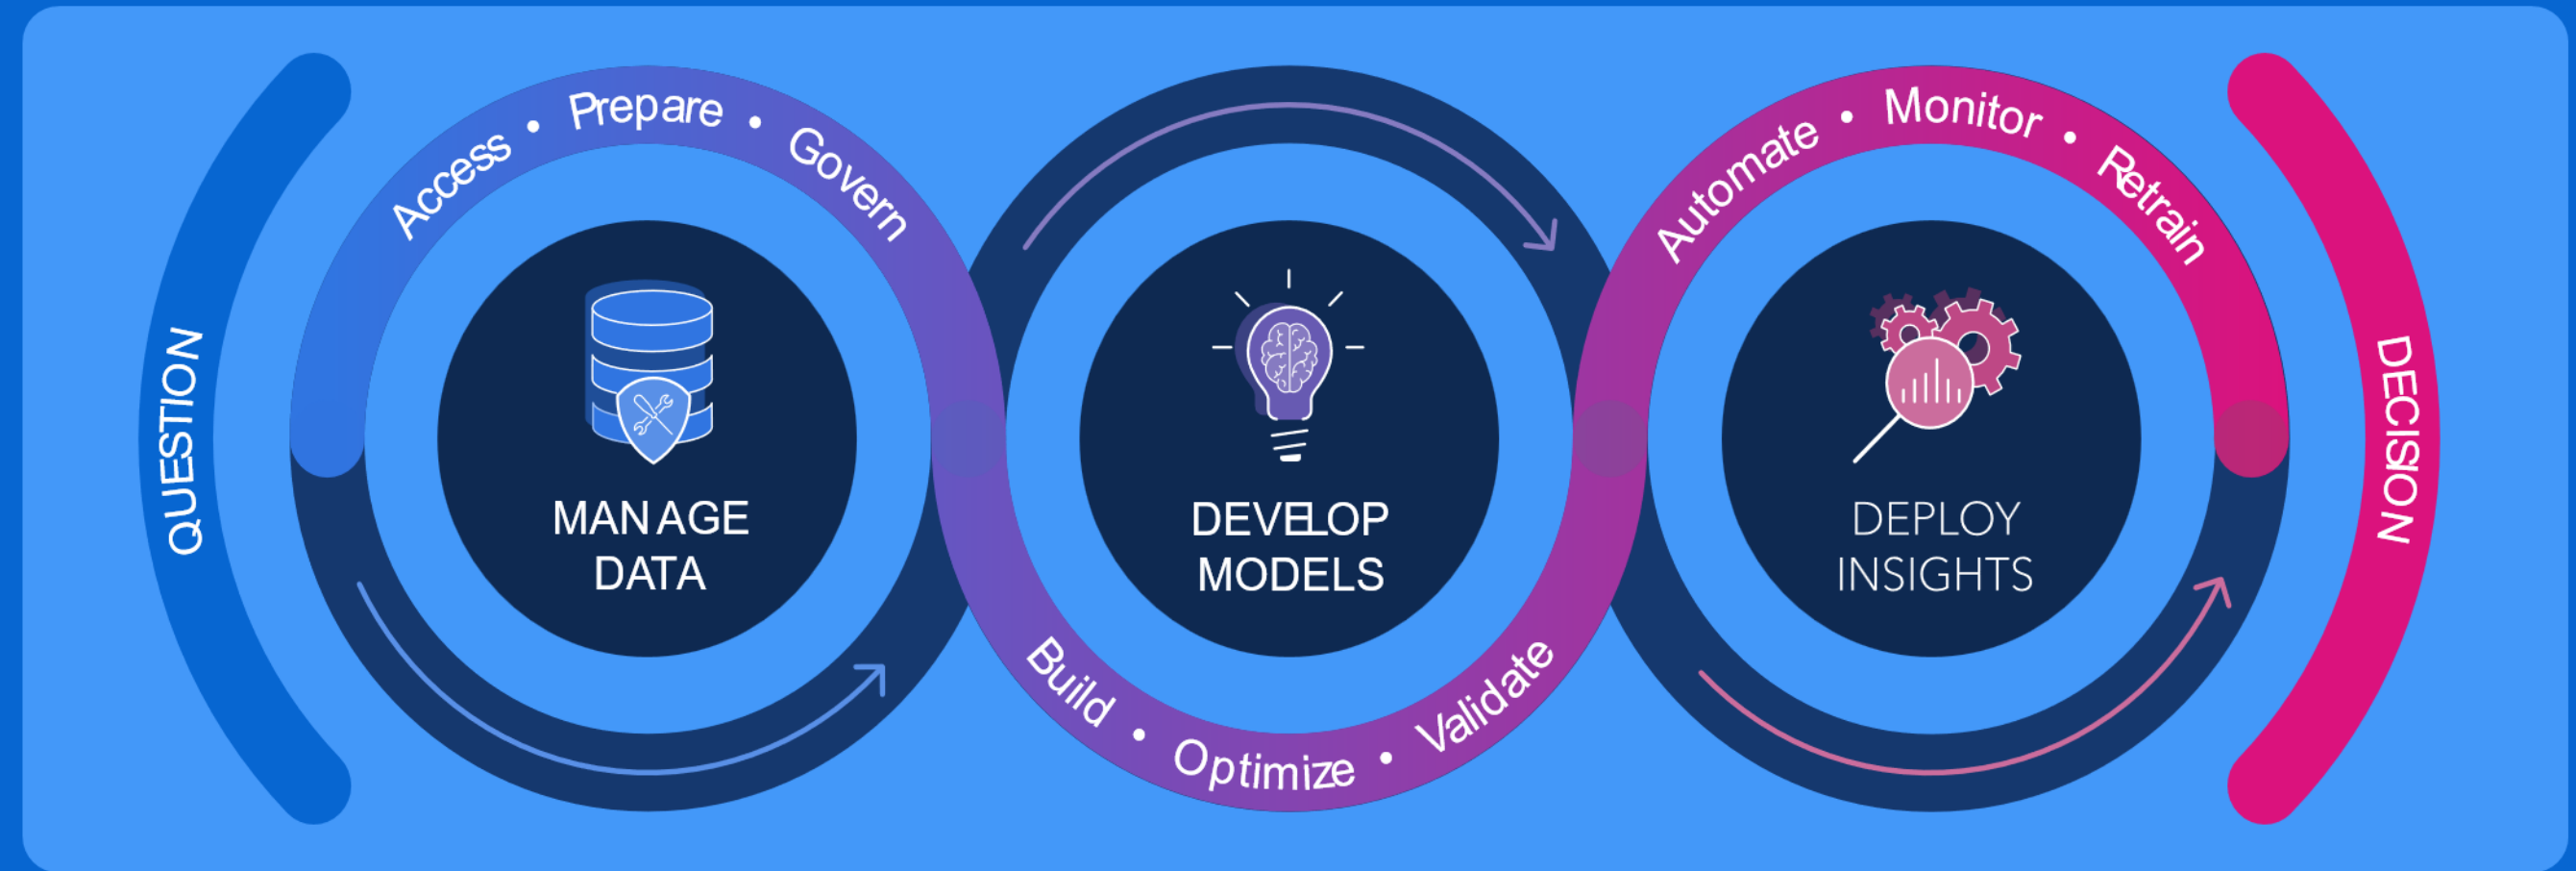 QUESTION
Access • Prepare • Govern
MANAGE
DATA
DEVELOP
MODELS
Build • Optimize • Validate
Automate • Monitor • Retrain
DEPLOY
INSIGHTS
DECISION